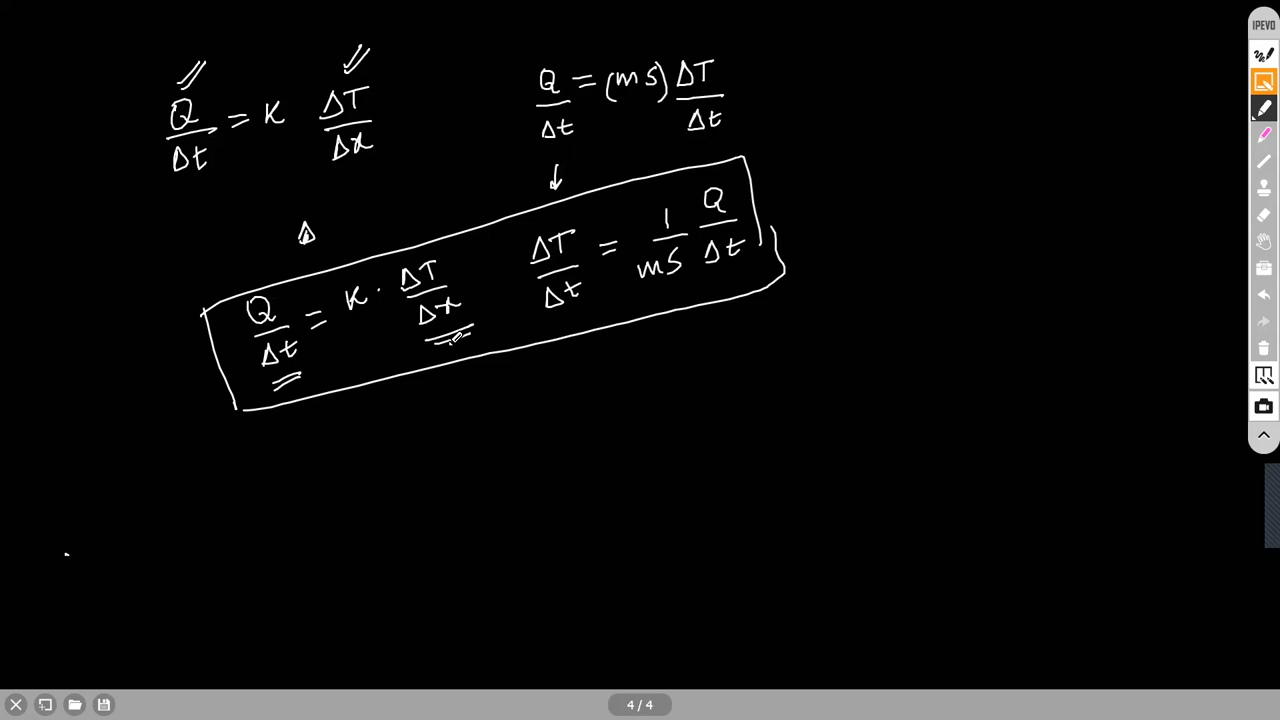 Q/Δt = K ΔT/Δx
Q/Δt = (ms) ΔT/Δt
↓
Δ
Q/Δt = K · ΔT/Δx
ΔT/Δt = 1/ms Q/Δt
IPEVO
4 / 4